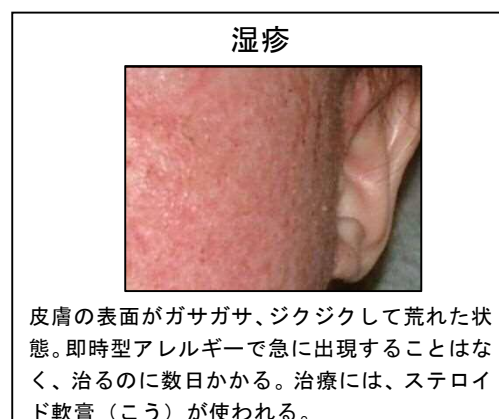 湿疹
皮膚の表面がガサガサ、ジクジクして荒れた状
態。即時型アレルギーで急に出現することはな
く、治るのに数日かかる。治療には、ステロイ
ド軟膏（こう）が使われる。